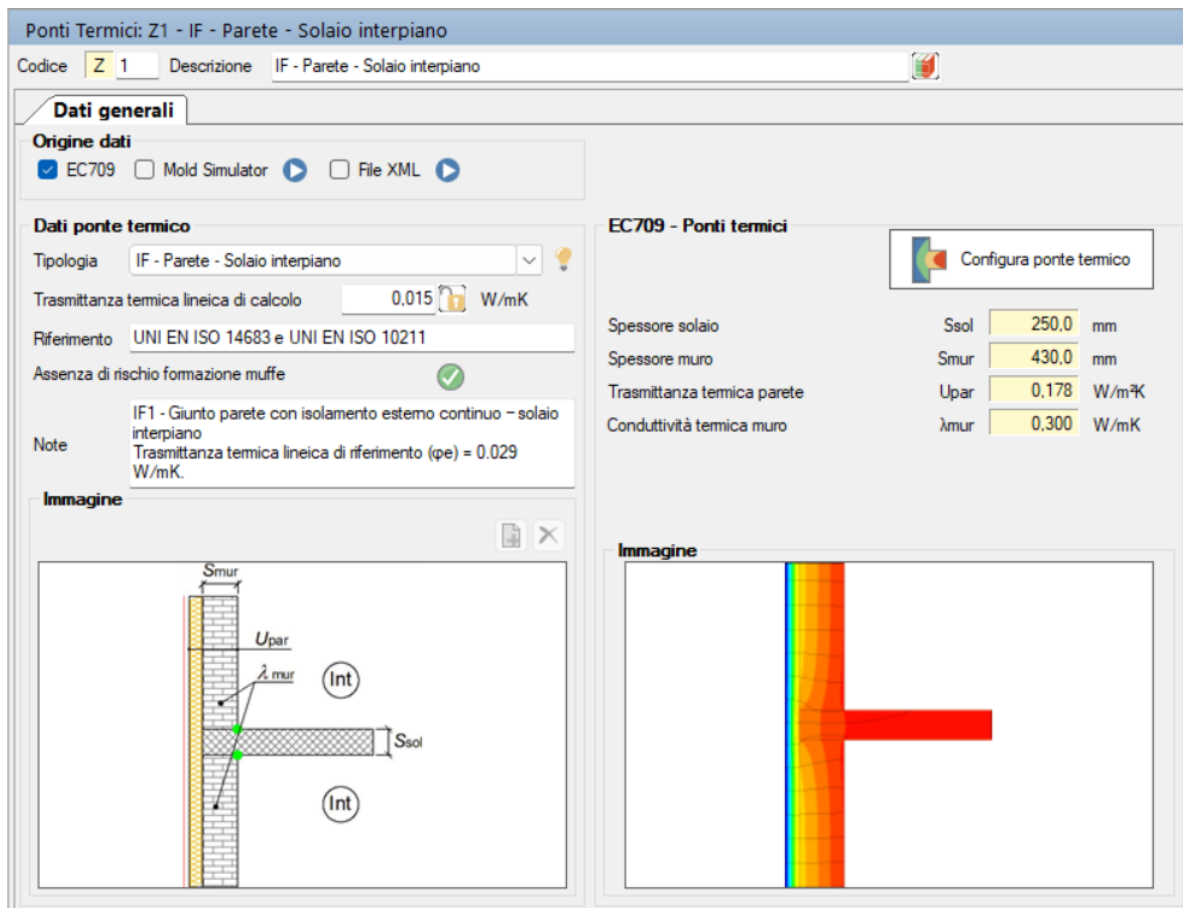 Ponti Termici: Z1 - IF - Parete - Solaio interpiano
Codice Z 1 Descrizione IF - Parete - Solaio interpiano
Dati generali
Origine dati
EC709 Mold Simulator File XML
Dati ponte termico
Tipologia IF - Parete - Solaio interpiano
Trasmittanza termica lineica di calcolo 0,015 W/mK
Riferimento UNI EN ISO 14683 e UNI EN ISO 10211
Assenza di rischio formazione muffe
Note
IF1 - Giunto parete con isolamento esterno continuo – solaio
interpiano
Trasmittanza termica lineica di riferimento (φe) = 0.029
W/mK.
Immagine
Smur
Upar
λmur
Int
Ssol
Int
EC709 - Ponti termici
Configura ponte termico
Spessore solaio Ssol 250,0 mm
Spessore muro Smur 430,0 mm
Trasmittanza termica parete Upar 0,178 W/m²K
Conduttività termica muro λmur 0,300 W/mK
Immagine